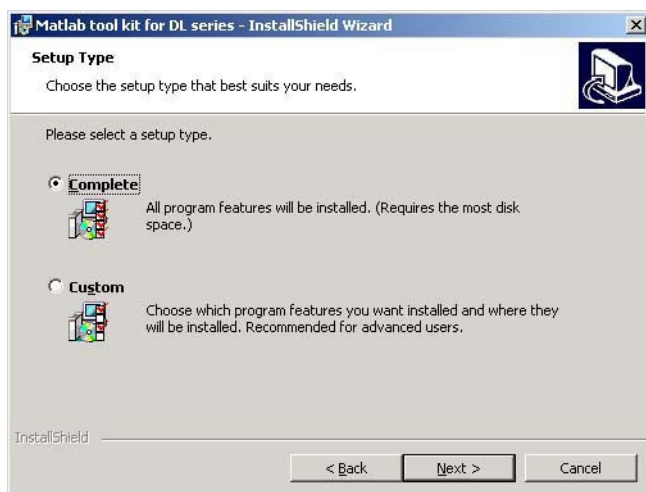 Matlab tool kit for DL series - InstallShield Wizard
Setup Type
Choose the setup type that best suits your needs.
Please select a setup type.
Complete
All program features will be installed. (Requires the most disk
space.)
Custom
Choose which program features you want installed and where they
will be installed. Recommended for advanced users.
InstallShield
< Back
Next >
Cancel